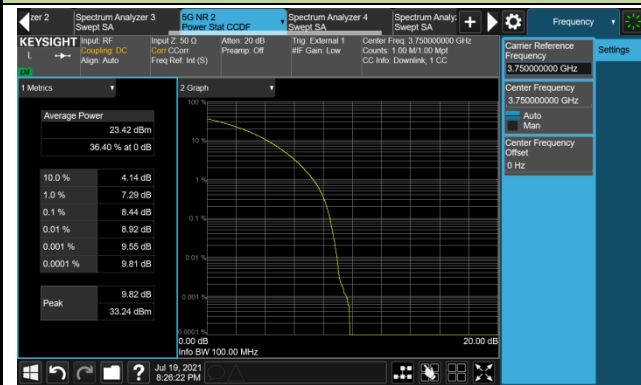 zer 2
Spectrum Analyzer 3
Swept SA
5G NR 2
Power Stat CCDF
Spectrum Analyzer 4
Swept SA
Spectrum Analy
Swept SA
Frequency
KEYSIGHT
L
Input: RF
Coupling: DC
Align: Auto
Input Z: 50 Ω
Corr CCorr
Freq Ref: Int (S)
Atten: 20 dB
Preamp: Off
Trig: External 1
#IF Gain: Low
Center Freq: 3.750000000 GHz
Counts: 1.00 M/1.00 Mpt
CC Info: Downlink, 1 CC
Carrier Reference
Frequency
3.750000000 GHz
Settings
Center Frequency
3.750000000 GHz
Auto
Man
Center Frequency
Offset
0 Hz
1 Metrics
Average Power
23.42 dBm
36.40 % at 0 dB
10.0 % 4.14 dB
1.0 % 7.29 dB
0.1 % 8.44 dB
0.01 % 8.92 dB
0.001 % 9.55 dB
0.0001 % 9.81 dB
Peak
9.82 dB
33.24 dBm
2 Graph
100 %
10 %
1 %
0.1 %
0.01 %
0.001 %
0.0001 %
0.00 dB
20.00 dB
Info BW 100.00 MHz
?
Jul 19, 2021
8:26:22 PM